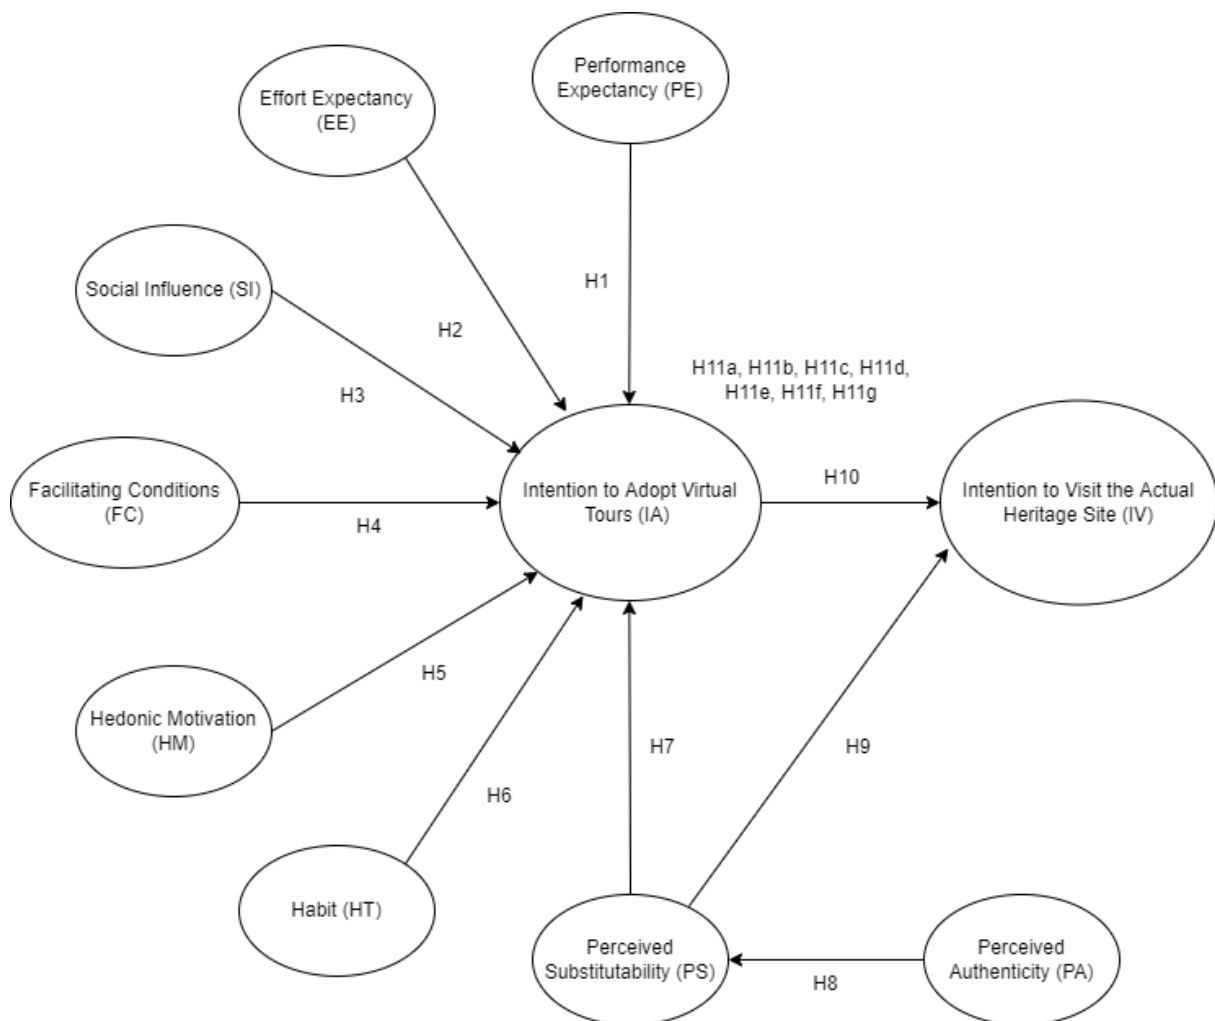 Performance
Expectancy (PE)
Effort Expectancy
(EE)
Social Influence (SI)
H1
H2
H3
H11a, H11b, H11c, H11d,
H11e, H11f, H11g
Facilitating Conditions
(FC)
H4
Intention to Adopt Virtual
Tours (IA)
H10
Intention to Visit the Actual
Heritage Site (IV)
Hedonic Motivation
(HM)
H5
H6
H7
H9
Habit (HT)
Perceived
Substitutability (PS)
H8
Perceived
Authenticity (PA)